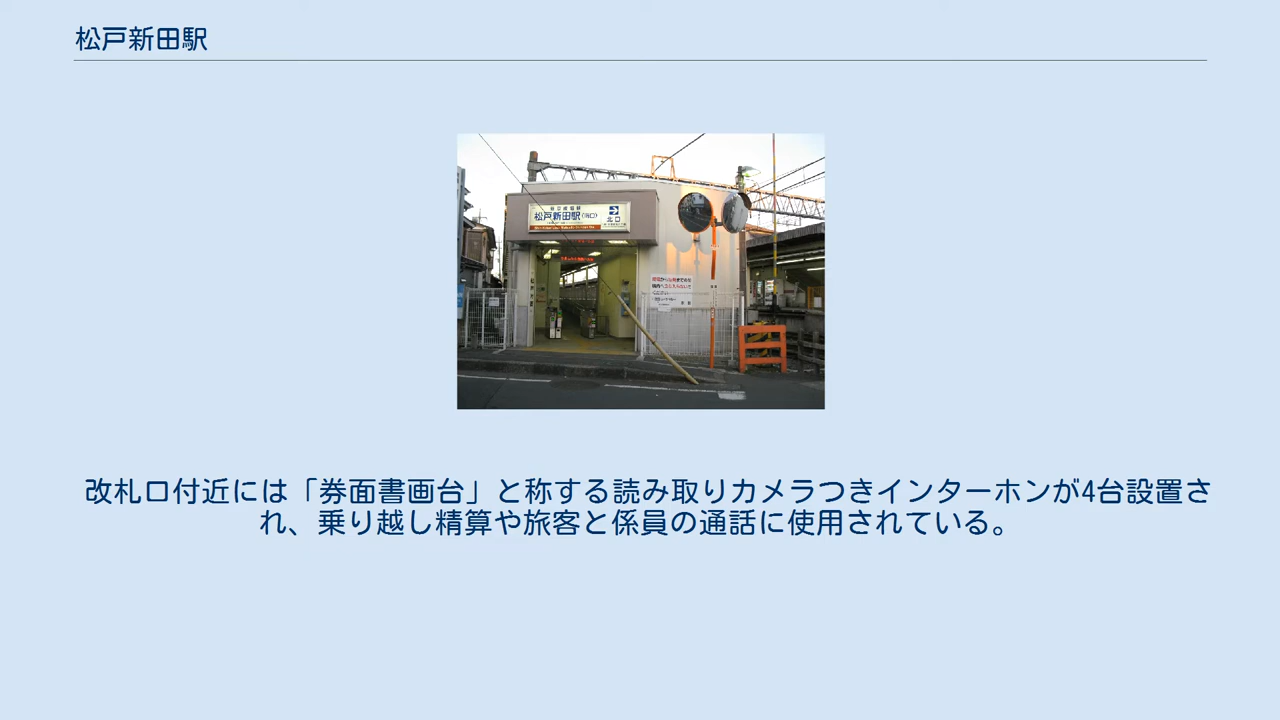 松戸新田駅
松戸新田駅
北口
改札口付近には「券面書画台」と称する読み取りカメラつきインターホンが4台設置さ
れ、乗り越し精算や旅客と係員の通話に使用されている。